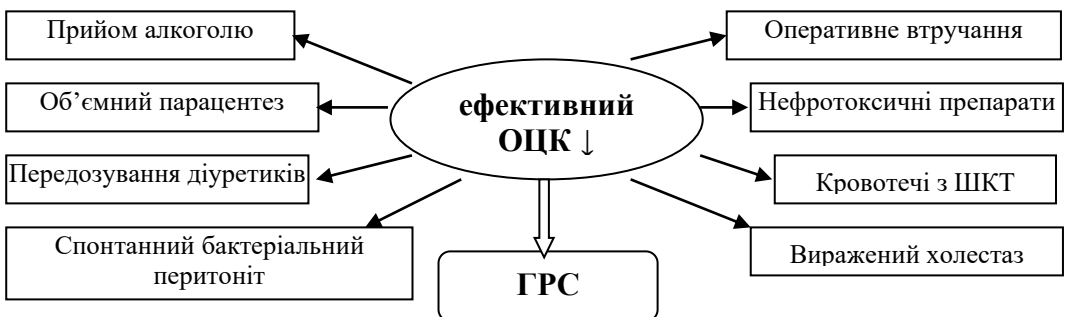 Прийом алкоголю
Об’ємний парацентез
Передозування діуретиків
Спонтанний бактеріальний
перитоніт
ефективний
ОЦК ↓
ГРС
Оперативне втручання
Нефротоксичні препарати
Кровотечі з ШКТ
Виражений холестаз